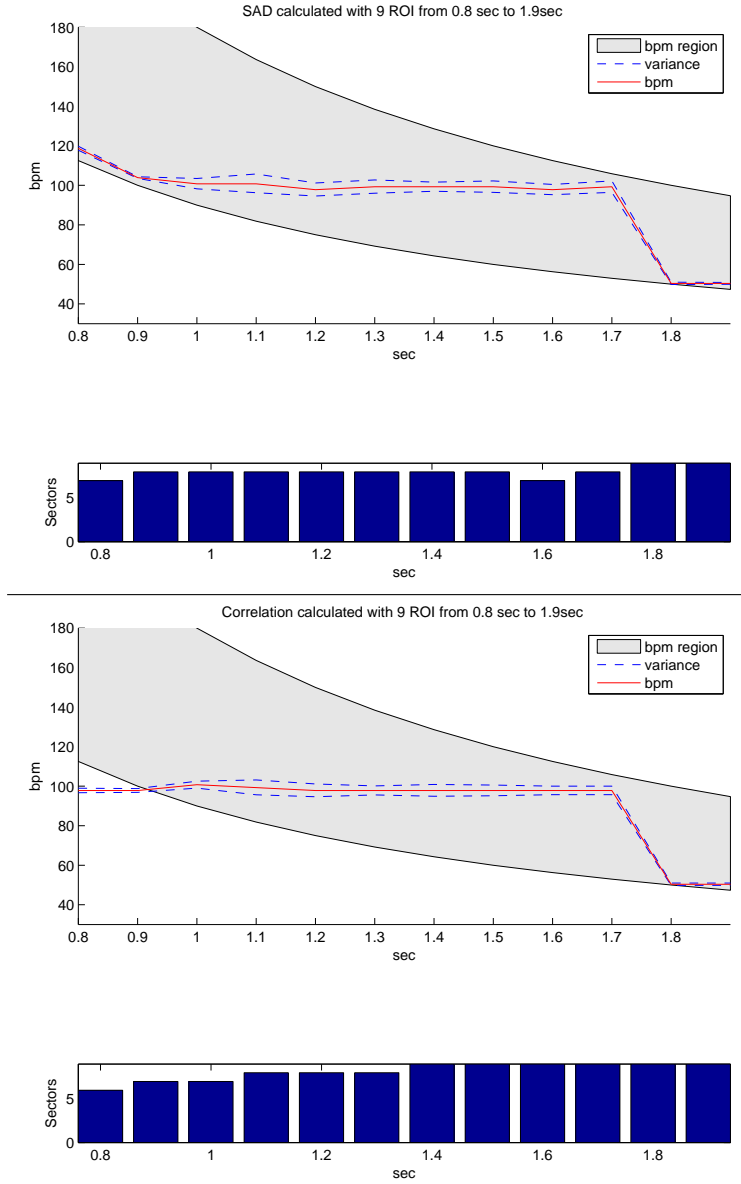 SAD calculated with 9 ROI from 0.8 sec to 1.9sec
180
160
140
120
100
80
60
40
bpm
bpm region
variance
bpm
0.8 0.9 1 1.1 1.2 1.3 1.4 1.5 1.6 1.7 1.8
sec
Sectors
5
0
0.8 1 1.2 1.4 1.6 1.8
sec
Correlation calculated with 9 ROI from 0.8 sec to 1.9sec
180
160
140
120
100
80
60
40
bpm
bpm region
variance
bpm
0.8 0.9 1 1.1 1.2 1.3 1.4 1.5 1.6 1.7 1.8
sec
Sectors
5
0
0.8 1 1.2 1.4 1.6 1.8
sec